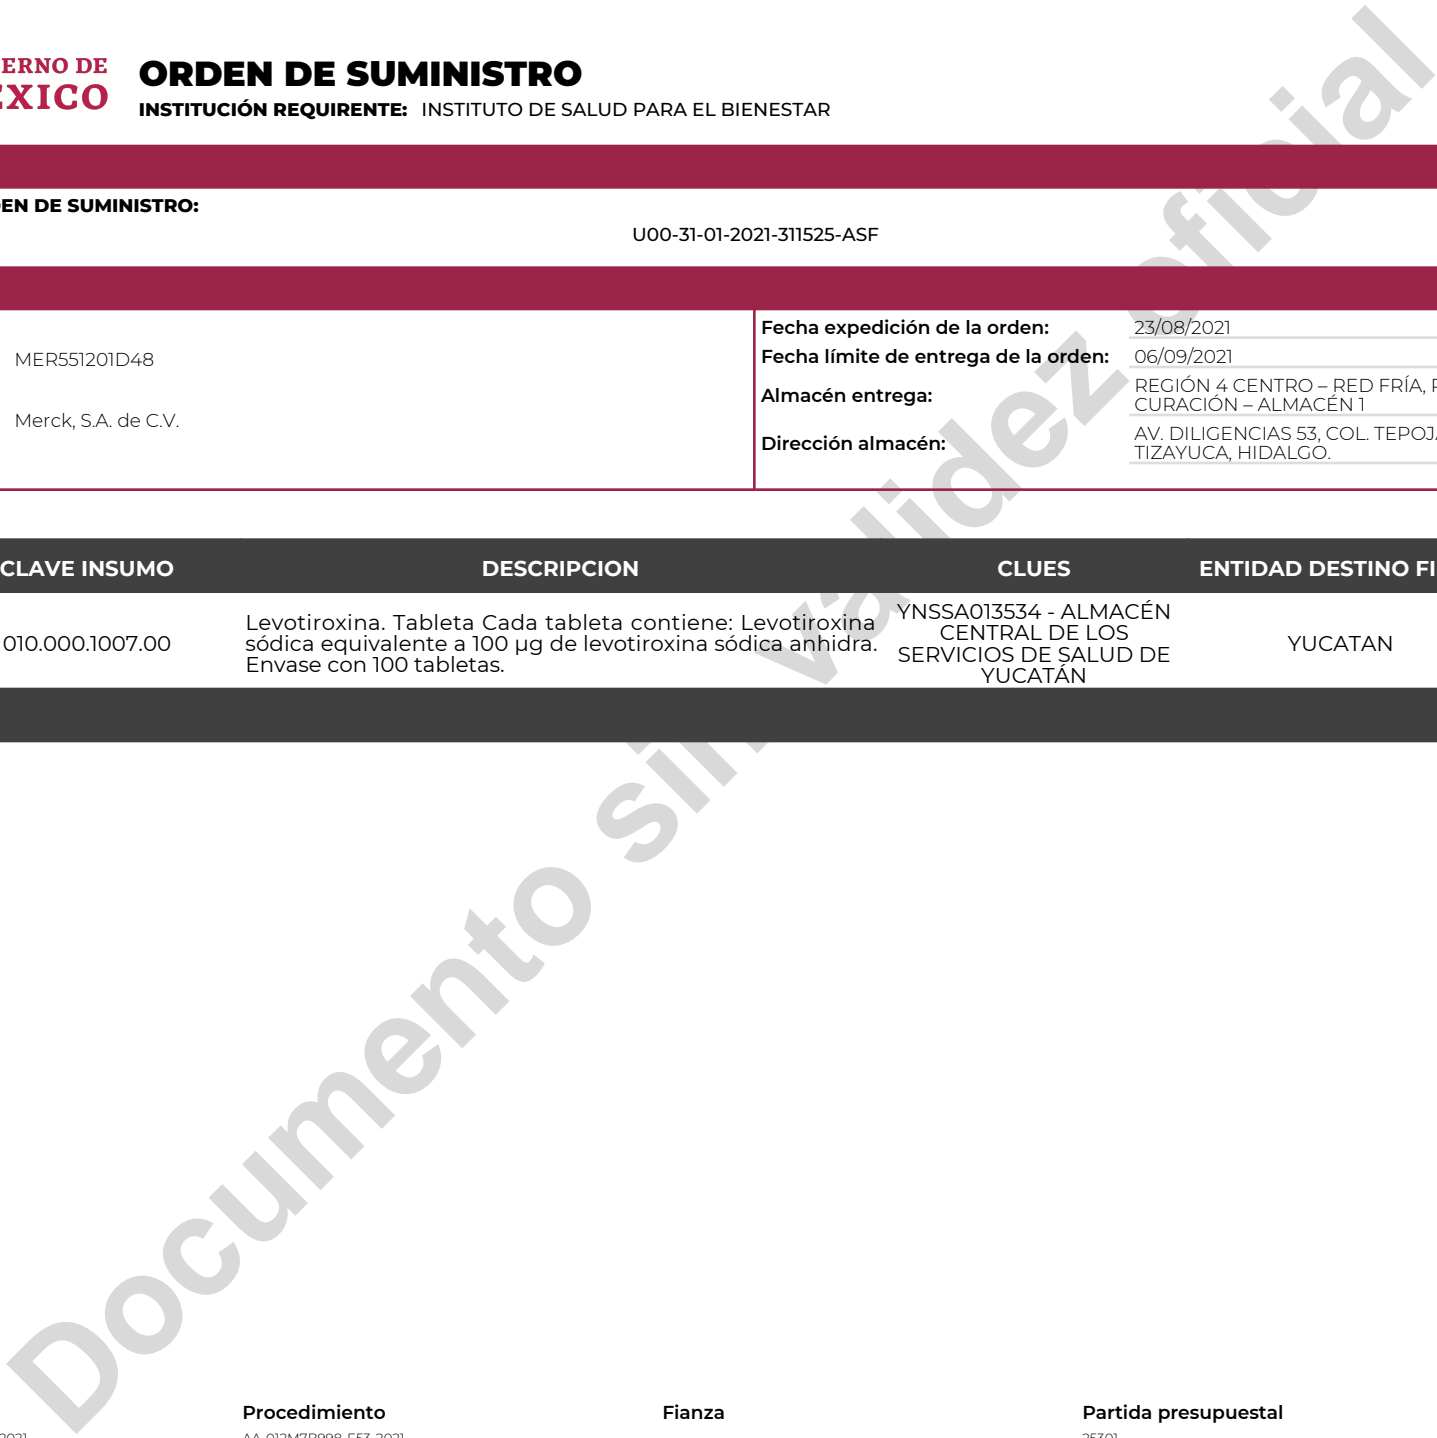 ERNO DE
ORDEN DE SUMINISTRO
INSTITUCIÓN REQUIRENTE: INSTITUTO DE SALUD PARA EL BIENESTAR
EN DE SUMINISTRO:
U00-31-01-2021-311525-ASF
MER551201D48
Merck, S.A. de C.V.
Fecha expedición de la orden: 23/08/2021
Fecha límite de entrega de la orden: 06/09/2021
Almacén entrega: REGIÓN 4 CENTRO – RED FRÍA,
CURACIÓN – ALMACÉN 1
Dirección almacén: AV. DILIGENCIAS 53, COL.
TIZAYUCA, HIDALGO.
CLAVE INSUMO DESCRIPCION CLUES ENTIDAD DESTINO FI
010.000.1007.00
Levotiroxina. Tableta Cada tableta contiene: Levotiroxina
sódica equivalente a 100 µg de levotiroxina sódica anhidra.
Envase con 100 tabletas.
YNSSA013534 - ALMACÉN
CENTRAL DE LOS
SERVICIOS DE SALUD DE
YUCATÁN
YUCATAN
Documento sin validez oficial
Procedimiento Fianza Partida presupuestal